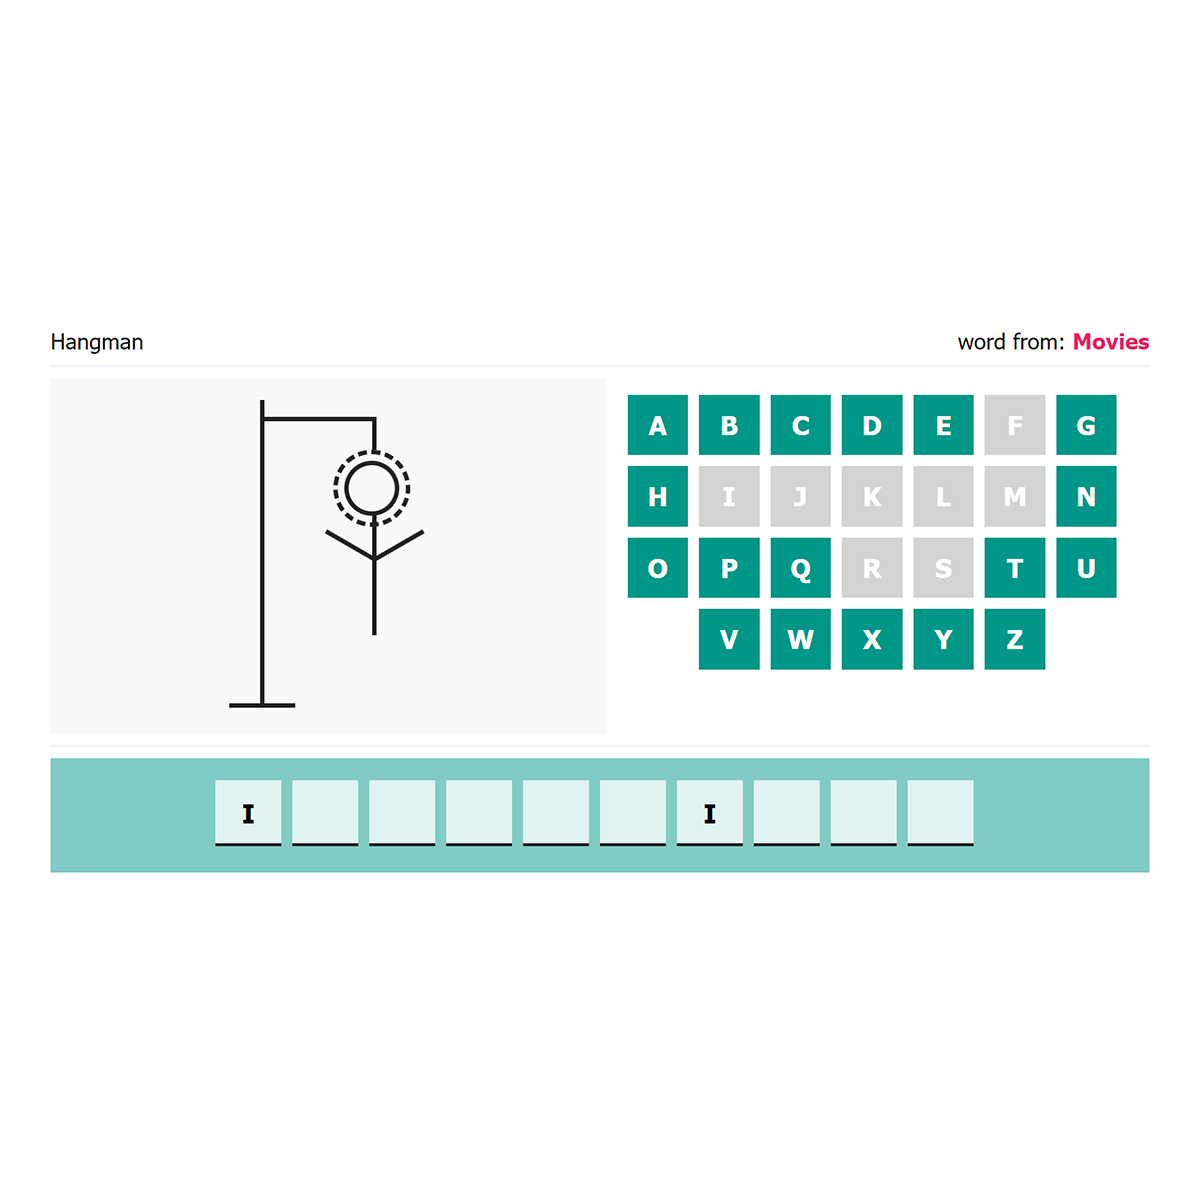 Hangman word from: Movies
A B C D E F G
H I J K L M N
O P Q R S T U
V W X Y Z
I I